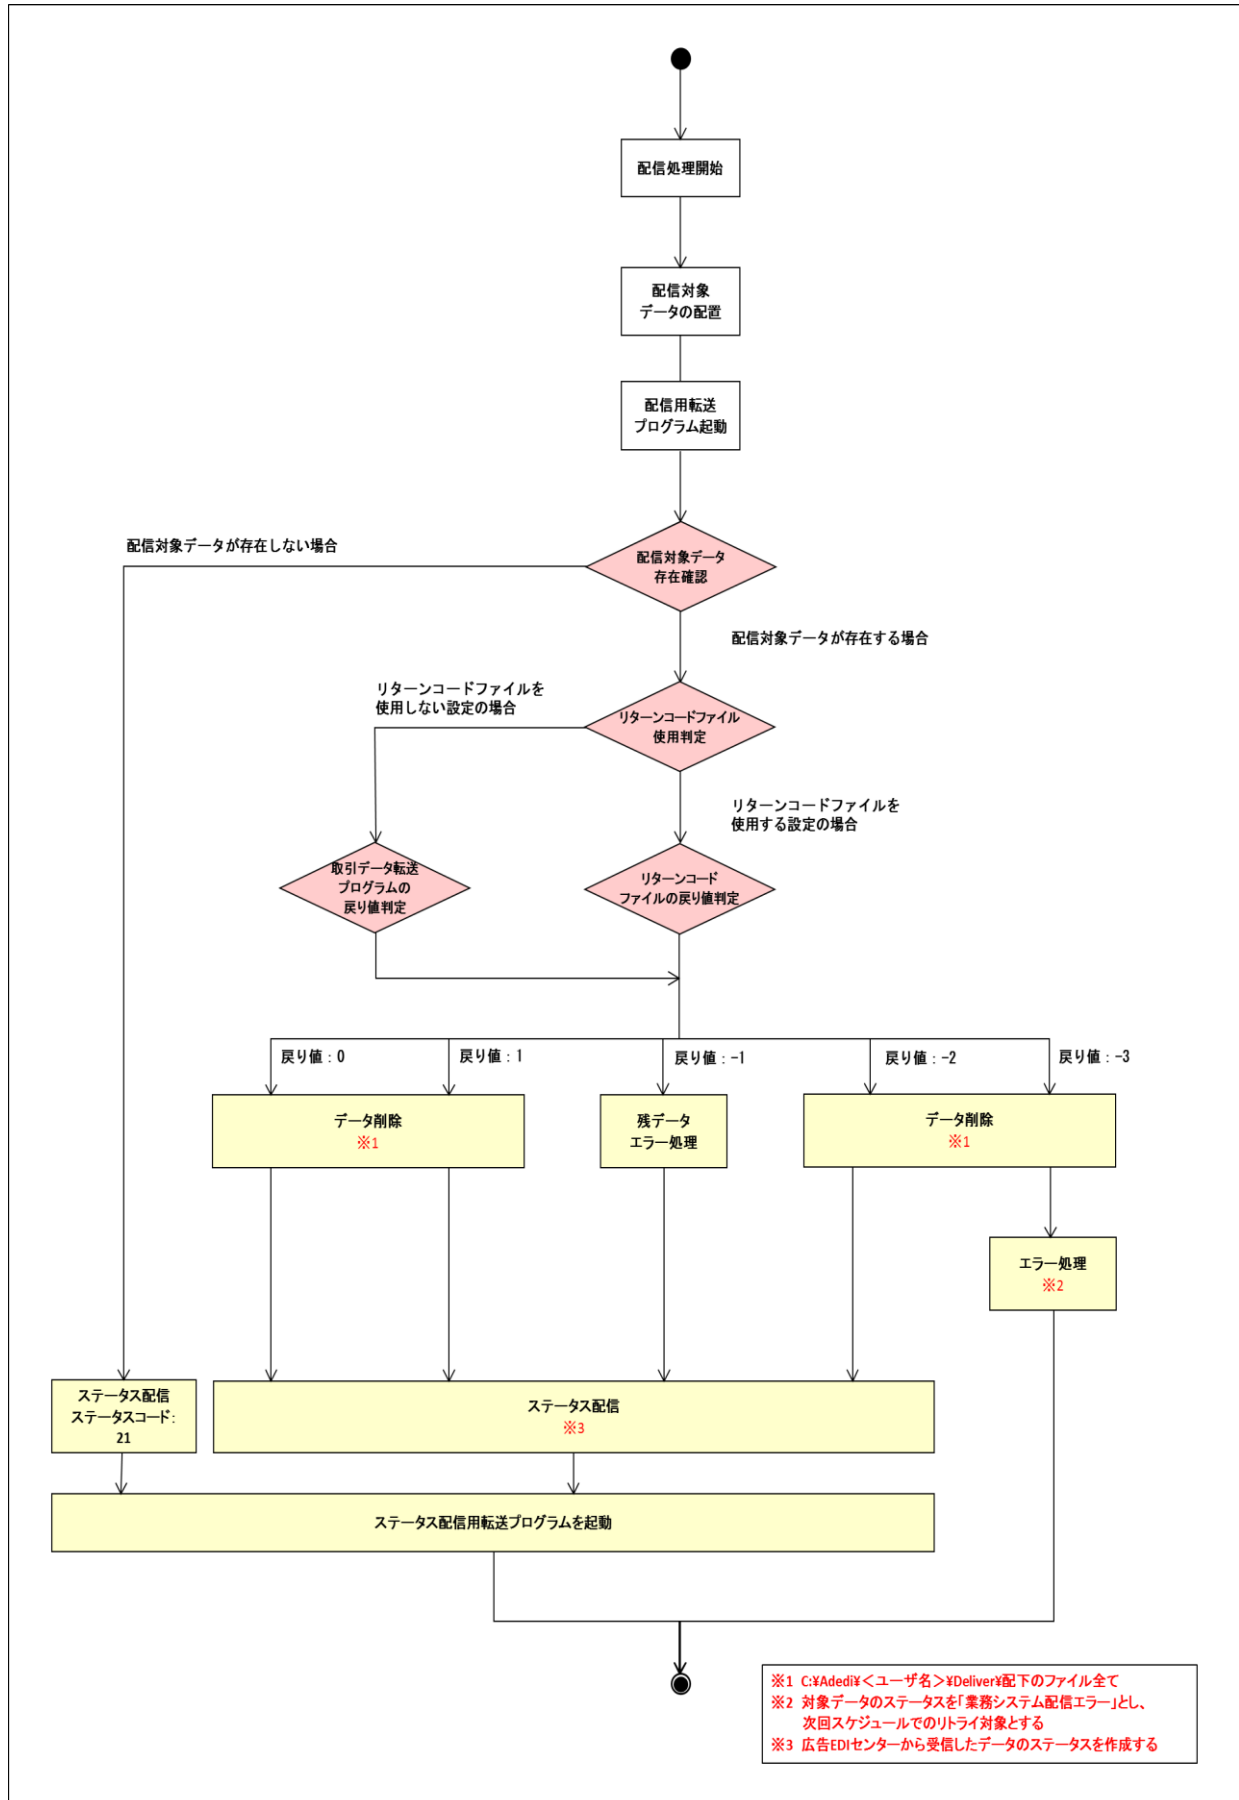 配信処理開始
配信対象
データの配置
配信用転送
プログラム起動
配信対象データが存在しない場合
配信対象データ
存在確認
配信対象データが存在する場合
リターンコードファイルを
使用しない設定の場合
リターンコードファイル
使用判定
リターンコードファイルを
使用する設定の場合
取引データ転送
プログラムの
戻り値判定
リターンコード
ファイルの戻り値判定
戻り値：0
戻り値：1
戻り値：-1
戻り値：-2
戻り値：-3
データ削除
※1
残データ
エラー処理
データ削除
※1
エラー処理
※2
ステータス配信
ステータスコード：
21
ステータス配信
※3
ステータス配信用転送プログラムを起動
※1 C:¥Adedi¥＜ユーザ名＞¥Deliver¥配下のファイル全て
※2 対象データのステータスを「業務システム配信エラー」とし、
次回スケジュールでのリトライ対象とする
※3 広告EDIセンターから受信したデータのステータスを作成する